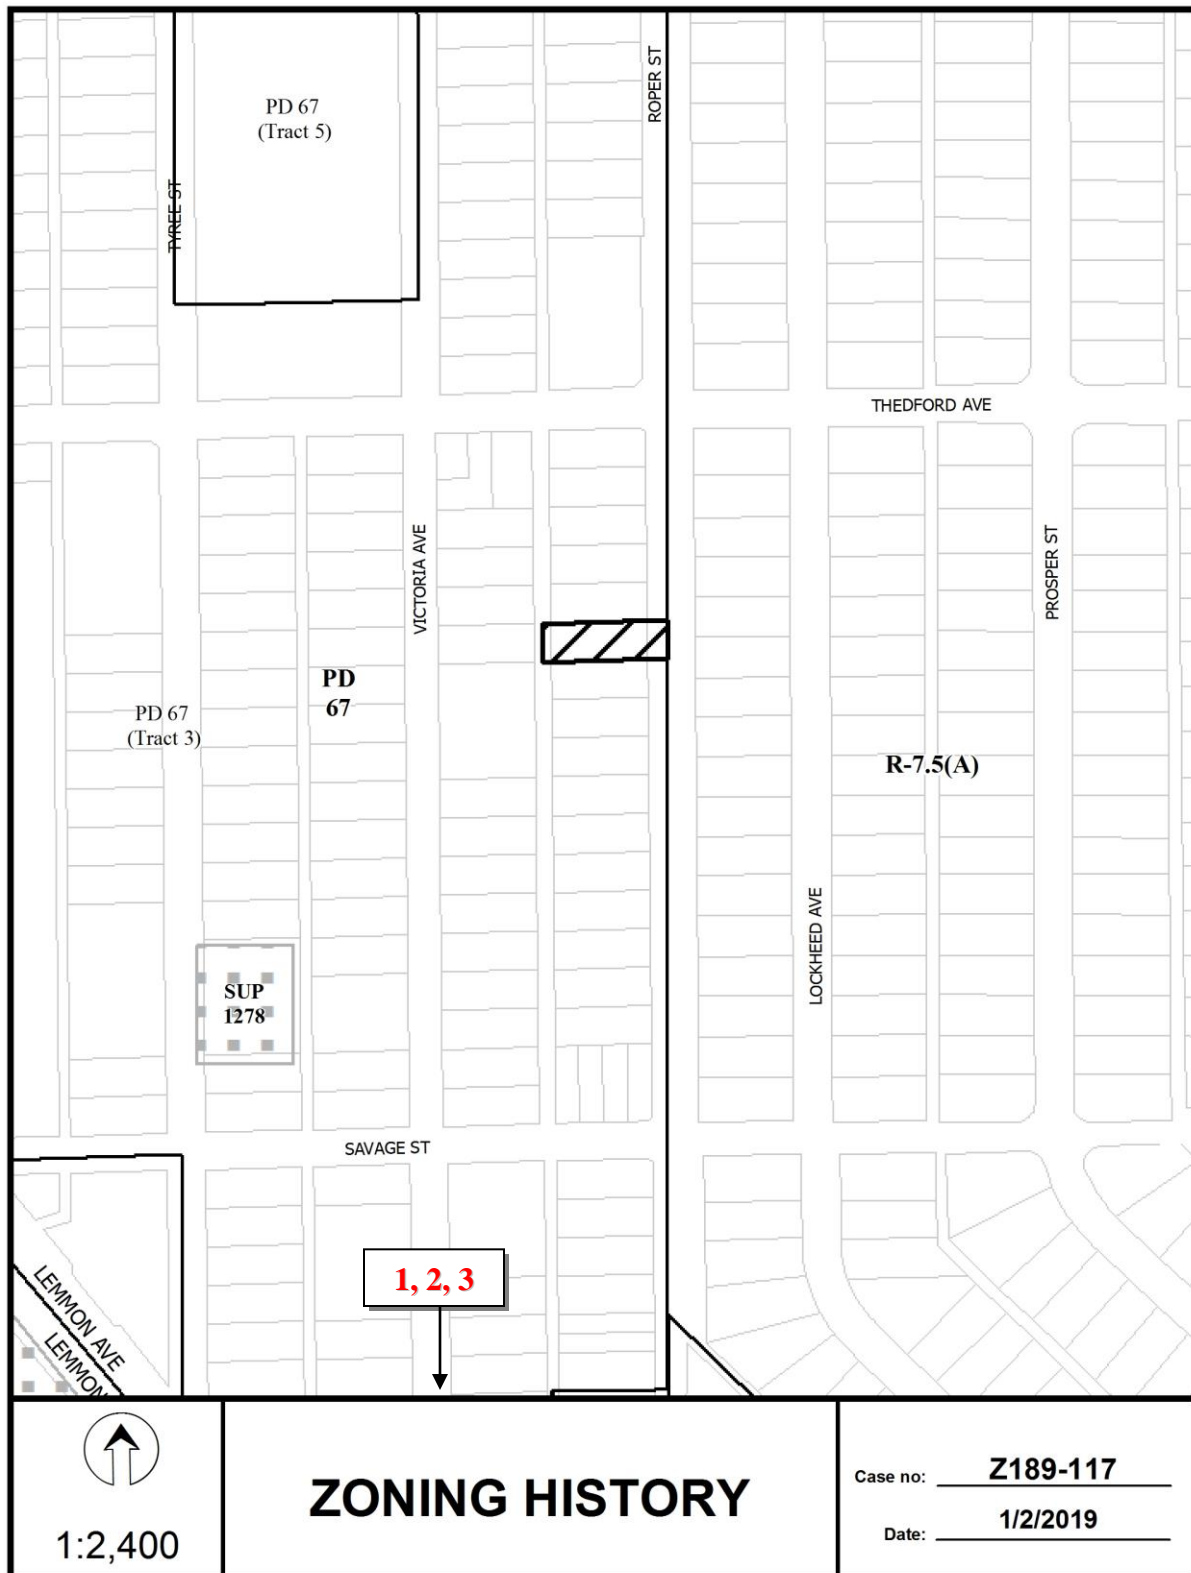 ROPER ST
PD 67
(Tract 5)
TYREE ST
THEDFORD AVE
VICTORIA AVE
PROSPER ST
PD
67
PD 67
(Tract 3)
R-7.5(A)
LOCKHEED AVE
SUP
1278
SAVAGE ST
1, 2, 3
LEMMON AVE
LEMMON
1:2,400
ZONING HISTORY
Case no: Z189-117
Date: 1/2/2019